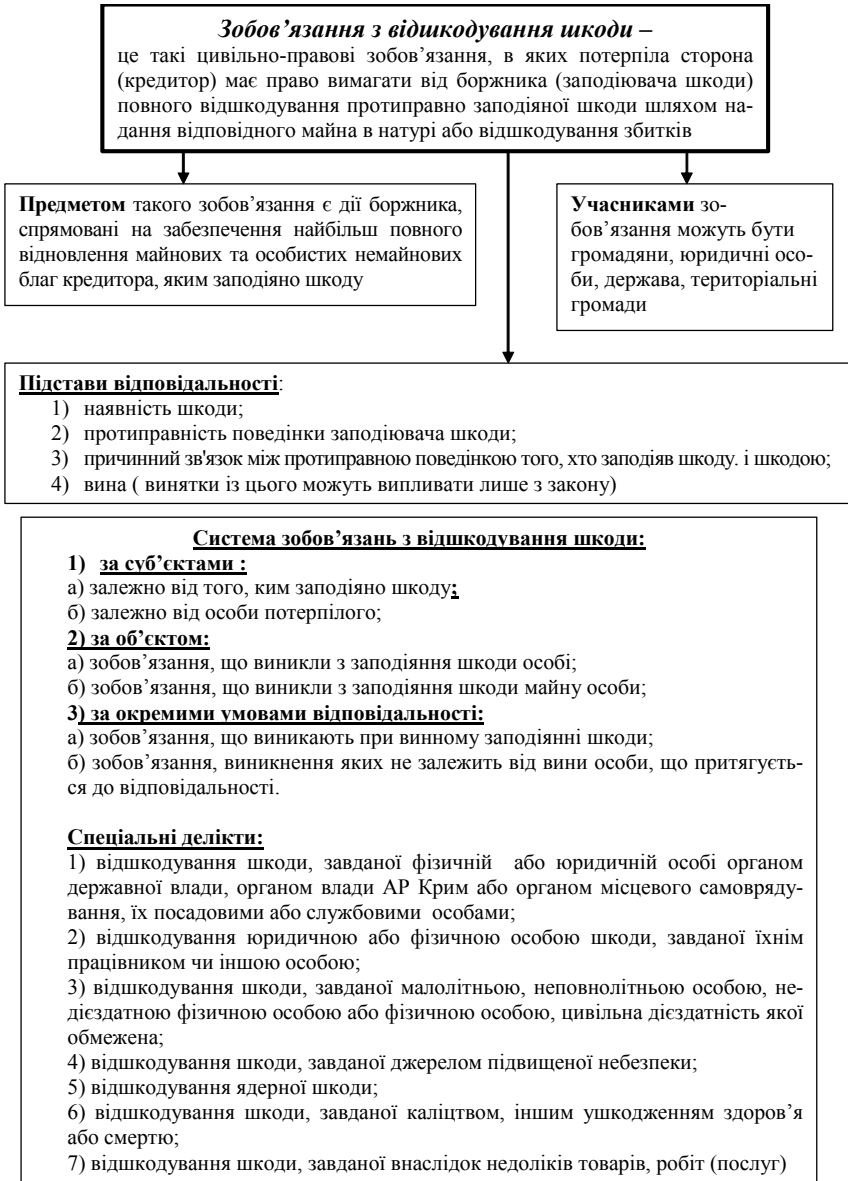 Зобов’язання з відшкодування шкоди –
це такі цивільно-правові зобов’язання, в яких потерпіла сторона
(кредитор) має право вимагати від боржника (заподіювача шкоди)
повного відшкодування протиправно заподіяної шкоди шляхом на-
дання відповідного майна в натурі або відшкодування збитків
Предметом такого зобов’язання є дії боржника,
спрямовані на забезпечення найбільш повного
відновлення майнових та особистих немайнових
благ кредитора, яким заподіяно шкоду
Учасниками зо-
бов’язання можуть бути
громадяни, юридичні осо-
би, держава, територіальні
громади
Підстави відповідальності:
1) наявність шкоди;
2) протиправність поведінки заподіювача шкоди;
3) причинний зв'язок між протиправною поведінкою того, хто заподіяв шкоду. і шкодою;
4) вина ( винятки із цього можуть випливати лише з закону)
Система зобов’язань з відшкодування шкоди:
1) за суб’єктами :
а) залежно від того, ким заподіяно шкоду;
б) залежно від особи потерпілого;
2) за об’єктом:
а) зобов’язання, що виникли з заподіяння шкоди особі;
б) зобов’язання, що виникли з заподіяння шкоди майну особи;
3) за окремими умовами відповідальності:
а) зобов’язання, що виникають при винному заподіянні шкоди;
б) зобов’язання, виникнення яких не залежить від вини особи, що притягуєть-
ся до відповідальності.
Спеціальні делікти:
1) відшкодування шкоди, завданої фізичній або юридичній особі органом
державної влади, органом влади АР Крим або органом місцевого самовряду-
вання, їх посадовими або службовими особами;
2) відшкодування юридичною або фізичною особою шкоди, завданої їхнім
працівником чи іншою особою;
3) відшкодування шкоди, завданої малолітньою, неповнолітньою особою, не-
дієздатною фізичною особою або фізичною особою, цивільна дієздатність якої
обмежена;
4) відшкодування шкоди, завданої джерелом підвищеної небезпеки;
5) відшкодування ядерної шкоди;
6) відшкодування шкоди, завданої каліцтвом, іншим ушкодженням здоров’я
або смертю;
7) відшкодування шкоди, завданої внаслідок недоліків товарів, робіт (послуг)